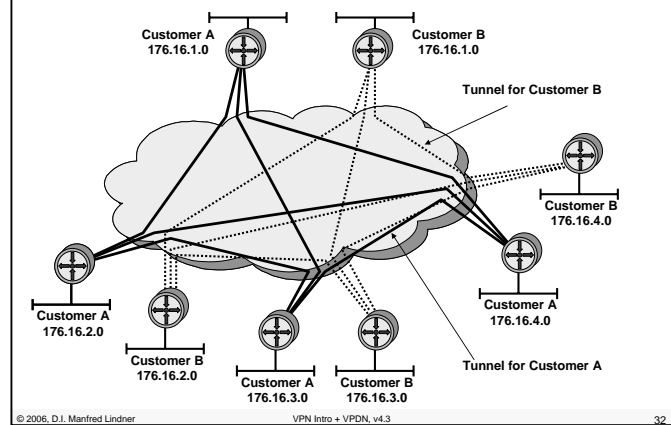 Customer A
176.16.1.0
Customer B
176.16.1.0
Tunnel for Customer B
Customer B
176.16.4.0
Customer A
176.16.4.0
Customer A
176.16.2.0
Customer B
176.16.2.0
Customer A
176.16.3.0
Customer B
176.16.3.0
Tunnel for Customer A
© 2006, D.I. Manfred Lindner
VPN Intro + VPDN, v4.3
32